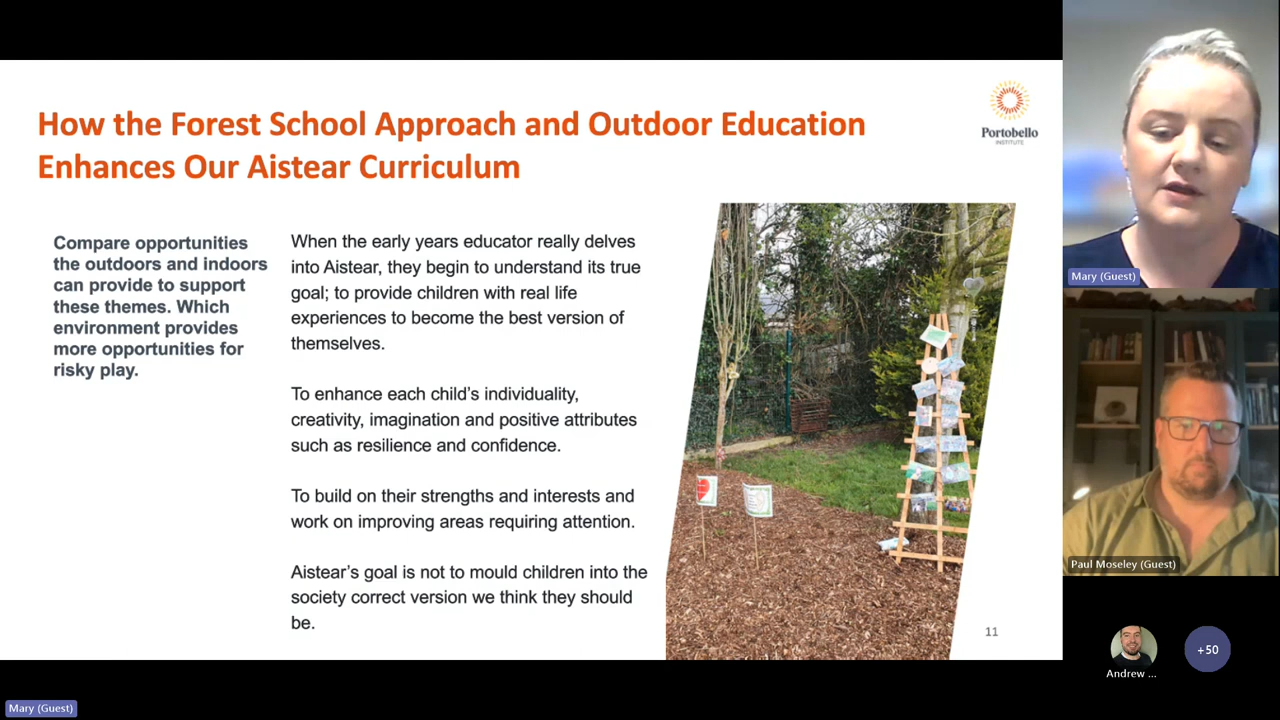 How the Forest School Approach and Outdoor Education
Enhances Our Aistear Curriculum
Portobello
INSTITUTE
Compare opportunities
the outdoors and indoors
can provide to support
these themes. Which
environment provides
more opportunities for
risky play.
When the early years educator really delves
into Aistear, they begin to understand its true
goal; to provide children with real life
experiences to become the best version of
themselves.
To enhance each child’s individuality,
creativity, imagination and positive attributes
such as resilience and confidence.
To build on their strengths and interests and
work on improving areas requiring attention.
Aistear’s goal is not to mould children into the
society correct version we think they should
be.
11
Mary (Guest)
Paul Moseley (Guest)
Andrew ...
+50
Mary (Guest)